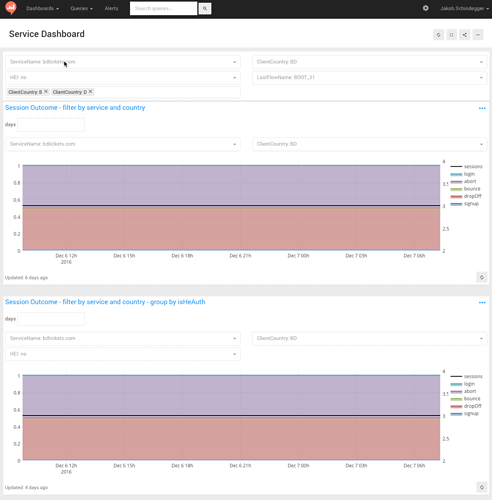 Dashboards Queries Alerts Search queries... Jakob Schindegger
Service Dashboard
ServiceName: bdtickets.com ClientCountry: BD
HEI: no LastFlowName: BOOT_31
ClientCountry: B × ClientCountry: D ×
Session Outcome - filter by service and country
days
ServiceName: bdtickets.com ClientCountry: BD
1 4 sessions
0.8 3.5 login
abort
0.6 3 bounce
0.4 dropOff
0.2 2.5 signup
0 2
Dec 6 12h Dec 6 15h Dec 6 18h Dec 6 21h Dec 7 00h Dec 7 03h Dec 7 06h
2016
Updated: 6 days ago
Session Outcome - filter by service and country - group by isHeAuth
days
ServiceName: bdtickets.com ClientCountry: BD
HEI: no
1 4 sessions
0.8 3.5 login
abort
0.6 3 bounce
0.4 dropOff
0.2 2.5 signup
0 2
Dec 6 12h Dec 6 15h Dec 6 18h Dec 6 21h Dec 7 00h Dec 7 03h Dec 7 06h
2016
Updated: 4 days ago